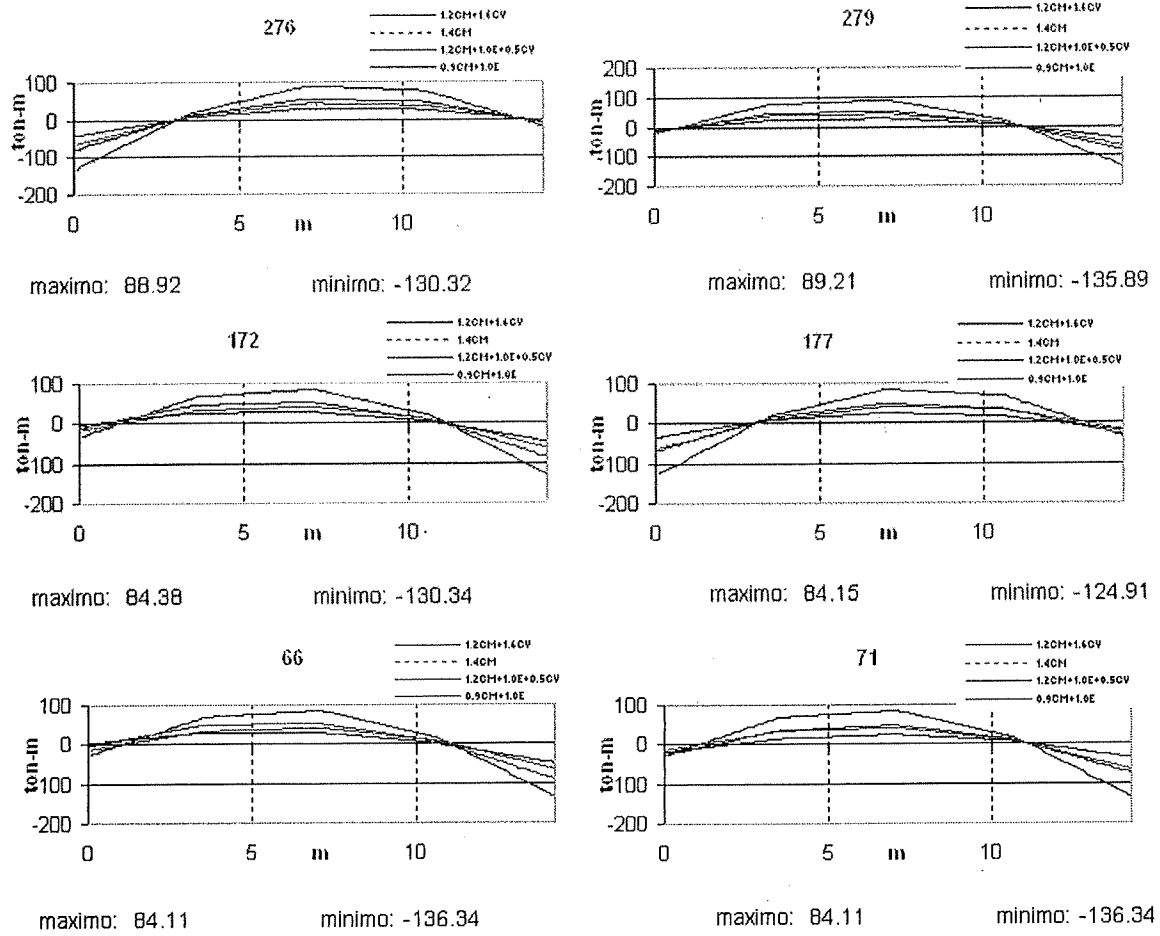 276
1.2CM+1.6CV
1.4CM
1.2CM+1.0E+0.5CV
0.9CM+1.0E
ton-m
100
0
-100
-200
0 5 m 10
maximo: 88.92 minimo: -130.32
279
1.2CM+1.6CV
1.4CM
1.2CM+1.0E+0.5CV
0.9CM+1.0E
ton-m
200
100
0
-100
-200
0 5 m 10
maximo: 89.21 minimo: -135.89
172
1.2CM+1.6CV
1.4CM
1.2CM+1.0E+0.5CV
0.9CM+1.0E
ton-m
100
0
-100
-200
0 5 m 10
maximo: 84.38 minimo: -130.34
177
1.2CM+1.6CV
1.4CM
1.2CM+1.0E+0.5CV
0.9CM+1.0E
ton-m
100
0
-100
-200
0 5 m 10
maximo: 84.15 minimo: -124.91
66
1.2CM+1.6CV
1.4CM
1.2CM+1.0E+0.5CV
0.9CM+1.0E
ton-m
100
0
-100
-200
0 5 m 10
maximo: 84.11 minimo: -136.34
71
1.2CM+1.6CV
1.4CM
1.2CM+1.0E+0.5CV
0.9CM+1.0E
ton-m
100
0
-100
-200
0 5 m 10
maximo: 84.11 minimo: -136.34